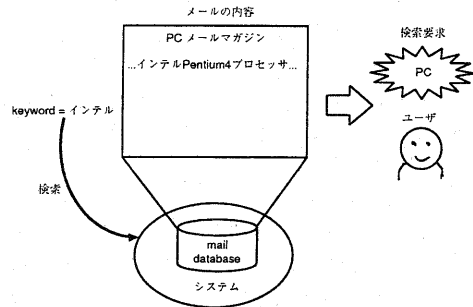 メールの内容
PC メールマガジン
...インテルPentium4プロセッサ...
検索要求
PC
ユーザ
keyword = インテル
検索
mail
database
システム